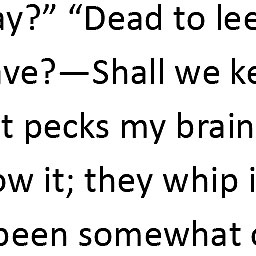 ay?” “Dead to lee
ave?—Shall we ke
t pecks my brain
ow it; they whip i
been somewhat